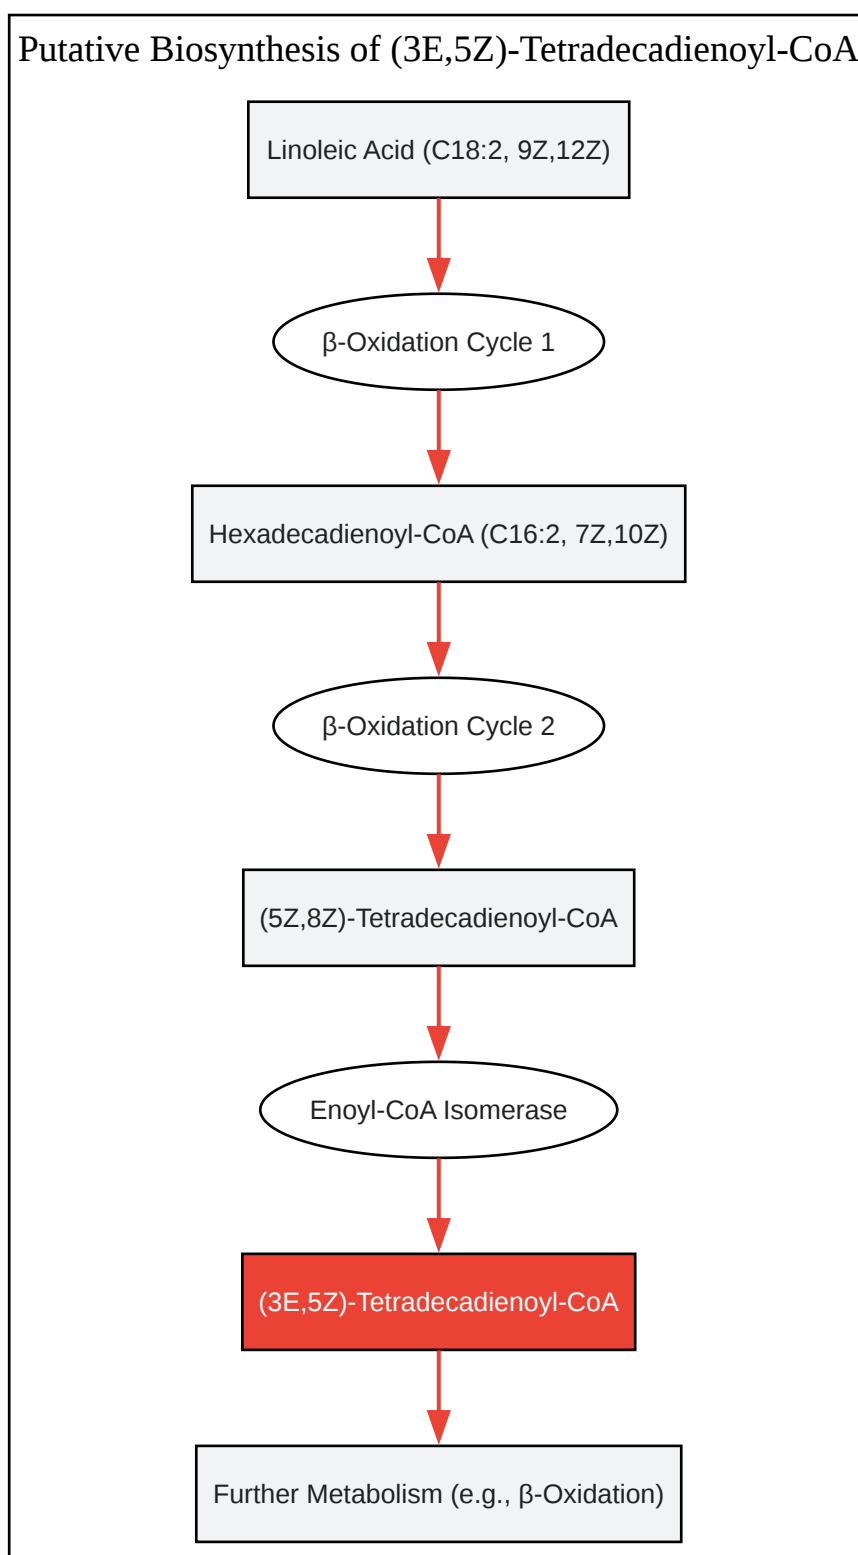 Putative Biosynthesis of (3E,5Z)-Tetradecadienoyl-CoA
Linoleic Acid (C18:2, 9Z,12Z)
β-Oxidation Cycle 1
Hexadecadienoyl-CoA (C16:2, 7Z,10Z)
β-Oxidation Cycle 2
(5Z,8Z)-Tetradecadienoyl-CoA
Enoyl-CoA Isomerase
(3E,5Z)-Tetradecadienoyl-CoA
Further Metabolism (e.g., β-Oxidation)